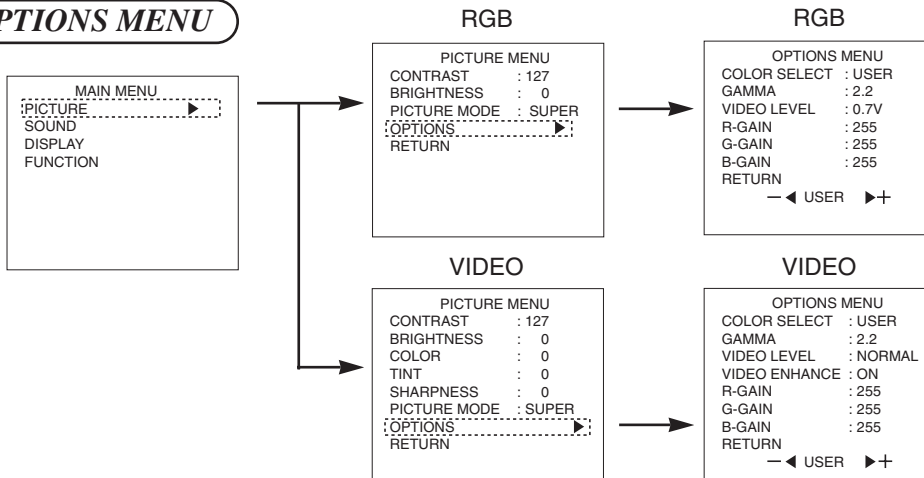 PTIONS MENU
MAIN MENU
PICTURE ▶
SOUND
DISPLAY
FUNCTION
RGB
PICTURE MENU
CONTRAST : 127
BRIGHTNESS : 0
PICTURE MODE : SUPER
OPTIONS ▶
RETURN
RGB
OPTIONS MENU
COLOR SELECT : USER
GAMMA : 2.2
VIDEO LEVEL : 0.7V
R-GAIN : 255
G-GAIN : 255
B-GAIN : 255
RETURN
— ◀ USER ▶ +
VIDEO
PICTURE MENU
CONTRAST : 127
BRIGHTNESS : 0
COLOR : 0
TINT : 0
SHARPNESS : 0
PICTURE MODE : SUPER
OPTIONS ▶
RETURN
VIDEO
OPTIONS MENU
COLOR SELECT : USER
GAMMA : 2.2
VIDEO LEVEL : NORMAL
VIDEO ENHANCE : ON
R-GAIN : 255
G-GAIN : 255
B-GAIN : 255
RETURN
— ◀ USER ▶ +